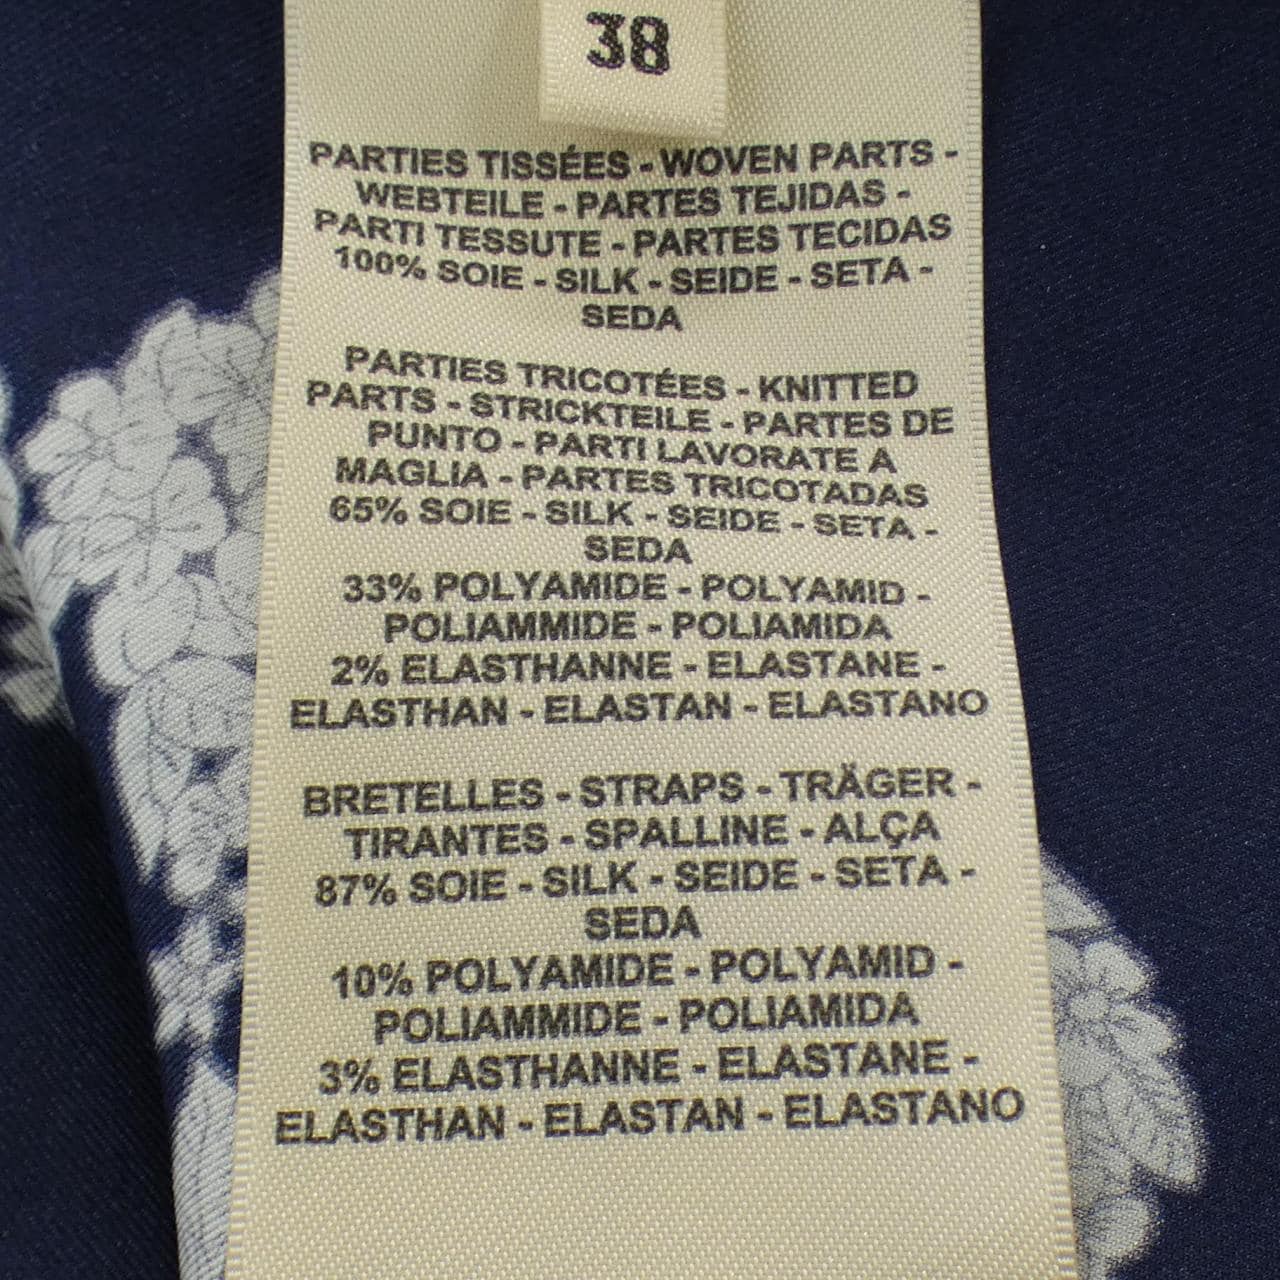 38
PARTIES TISSÉES - WOVEN PARTS -
WEBTEILE - PARTES TEJIDAS -
PARTI TESSUTE - PARTES TECIDAS
100% SOIE - SILK - SEIDE - SETA -
SEDA
PARTIES TRICOTÉES - KNITTED
PARTS - STRICKTEILE - PARTES DE
PUNTO - PARTI LAVORATE A
MAGLIA - PARTES TRICOTADAS
65% SOIE - SILK - SEIDE - SETA -
SEDA
33% POLYAMIDE - POLYAMID -
POLIAMMIDE - POLIAMIDA
2% ELASTHANNE - ELASTANE -
ELASTHAN - ELASTAN - ELASTANO
BRETELLES - STRAPS - TRÄGER -
TIRANTES - SPALLINE - ALÇA
87% SOIE - SILK - SEIDE - SETA -
SEDA
10% POLYAMIDE - POLYAMID -
POLIAMMIDE - POLIAMIDA
3% ELASTHANNE - ELASTANE -
ELASTHAN - ELASTAN - ELASTANO